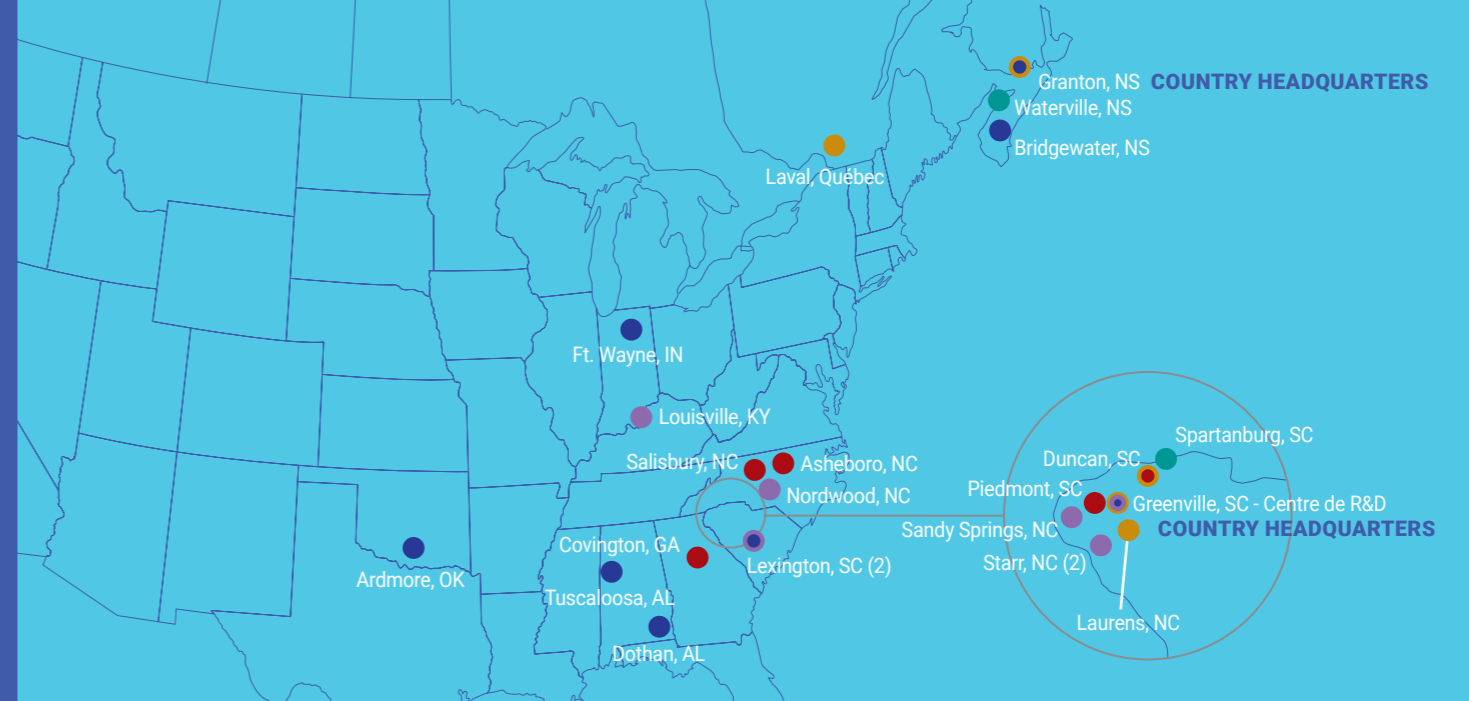 Granton, NS COUNTRY HEADQUARTERS
Waterville, NS
Bridgewater, NS
Laval, Québec
Ft. Wayne, IN
Louisville, KY
Salisbury, NC
Asheboro, NC
Nordwood, NC
Covington, GA
Lexington, SC (2)
Ardmore, OK
Tuscaloosa, AL
Dothan, AL
Spartanburg, SC
Duncan, SC
Piedmont, SC
Greenville, SC - Centre de R&D
COUNTRY HEADQUARTERS
Sandy Springs, NC
Starr, NC (2)
Laurens, NC